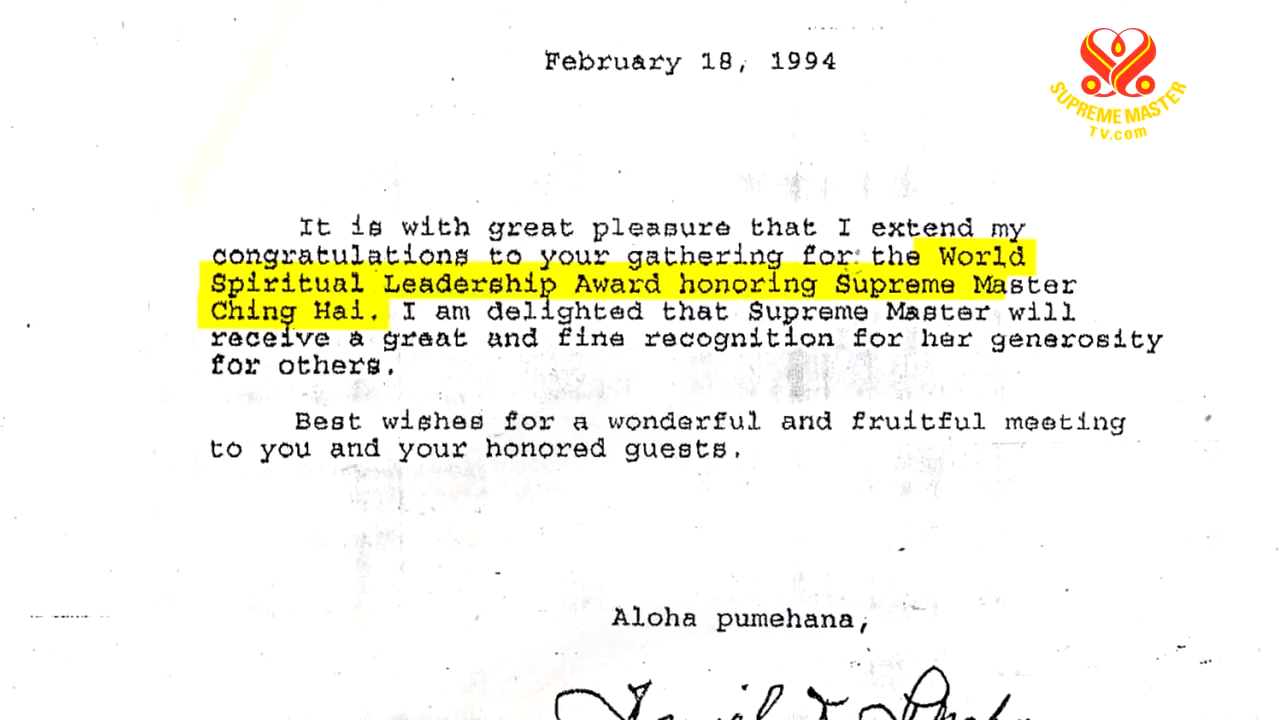 February 18, 1994
SUPREME MASTER
TV.com
It is with great pleasure that I extend my
congratulations to your gathering for the World
Spiritual Leadership Award honoring Supreme Master
Ching Hai. I am delighted that Supreme Master will
receive a great and fine recognition for her generosity
for others.
Best wishes for a wonderful and fruitful meeting
to you and your honored guests.
Aloha pumehana,